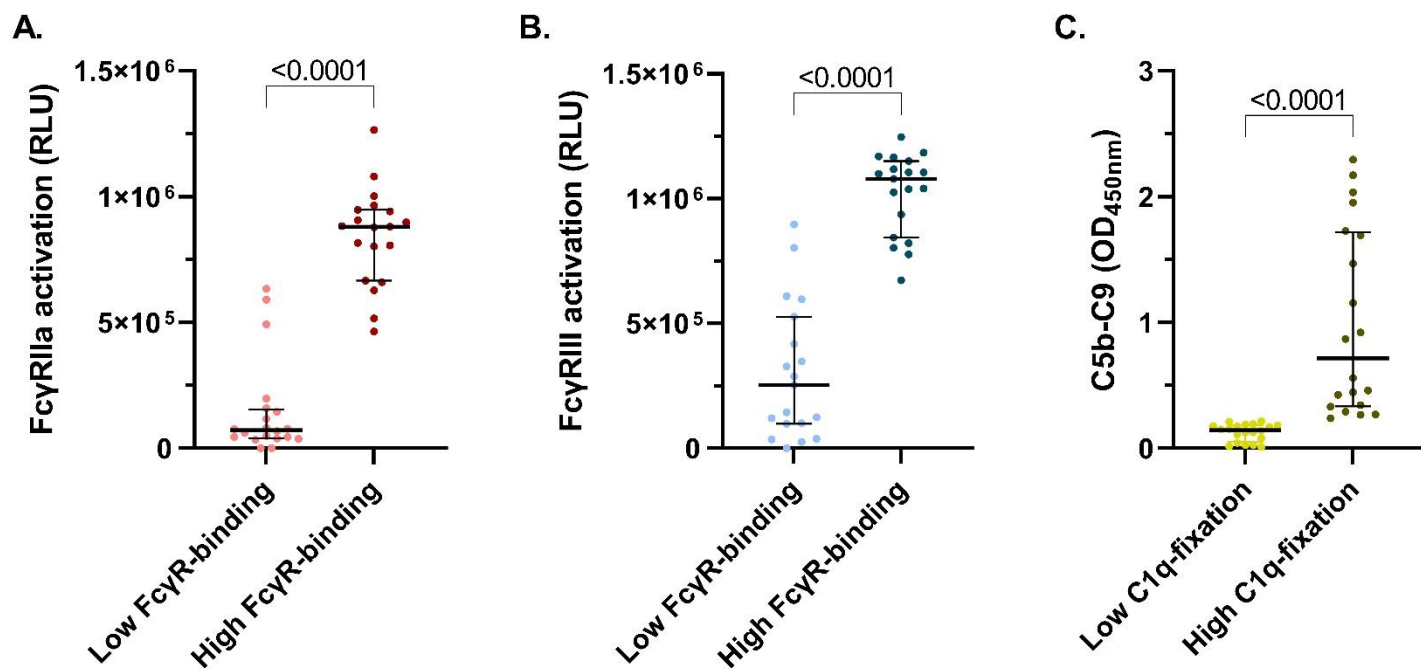 A.
FcγRIIa activation (RLU)
1.5×10⁶
1×10⁶
5×10⁵
0
<0.0001
Low FcγR-binding
High FcγR-binding
B.
FcγRIII activation (RLU)
1.5×10⁶
1×10⁶
5×10⁵
0
<0.0001
Low FcγR-binding
High FcγR-binding
C.
C5b-C9 (OD₄₅₀ₙₘ)
3
2
1
0
<0.0001
Low C1q-fixation
High C1q-fixation